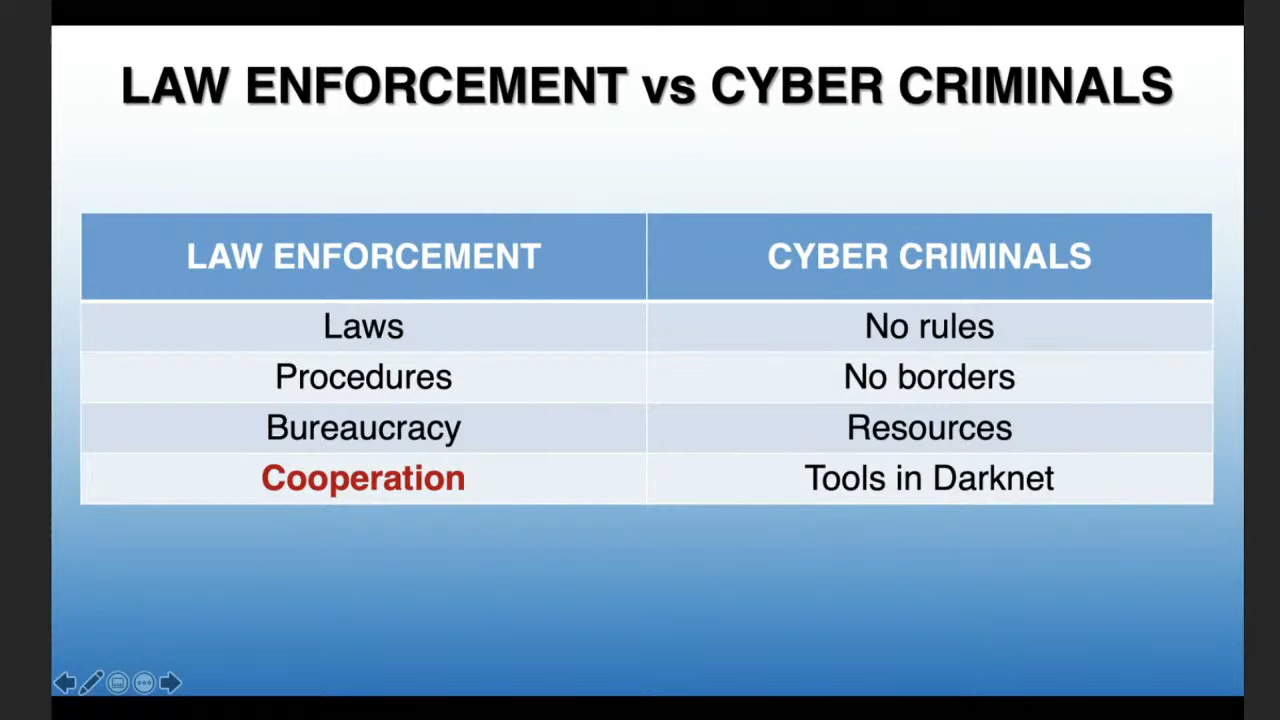 LAW ENFORCEMENT vs CYBER CRIMINALS
LAW ENFORCEMENT CYBER CRIMINALS
Laws No rules
Procedures No borders
Bureaucracy Resources
Cooperation Tools in Darknet